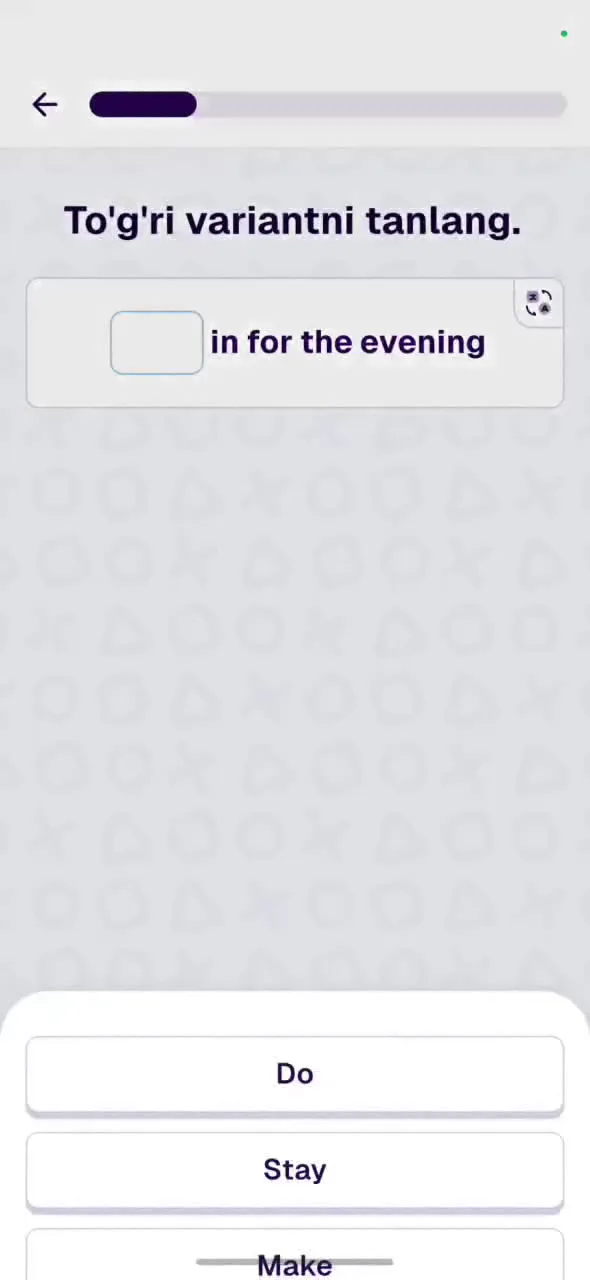 To'g'ri variantni tanlang.
in for the evening
Do
Stay
Make